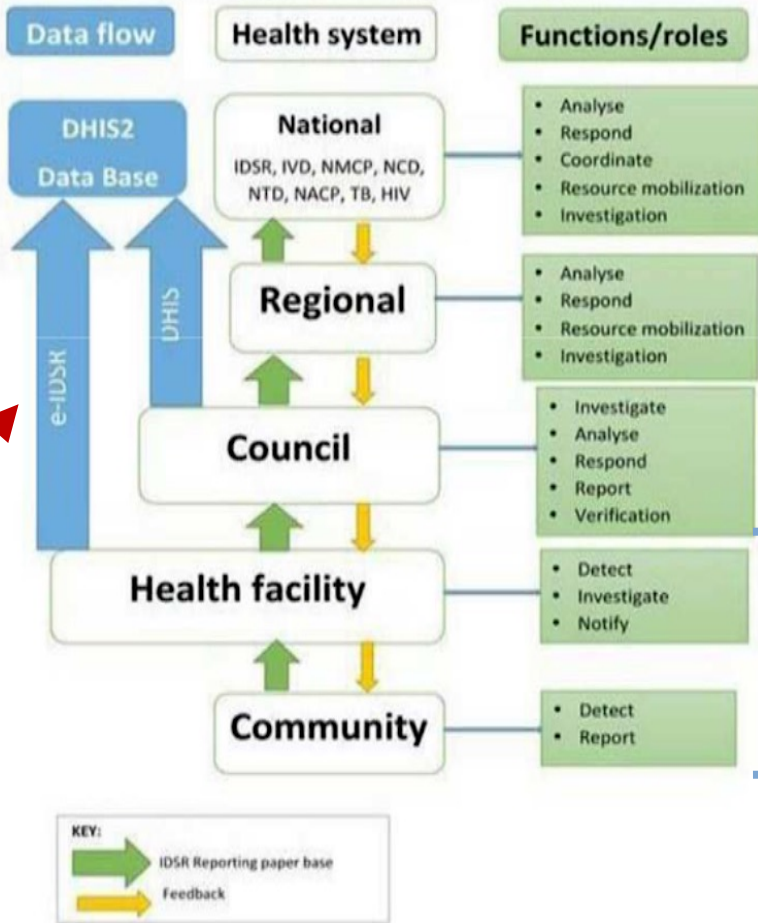 Data flow
Health system
Functions/roles
DHIS2
Data Base
National
IDSR, IVD, NMCP, NCD,
NTD, NACP, TB, HIV
• Analyse
• Respond
• Coordinate
• Resource mobilization
• Investigation
Regional
• Analyse
• Respond
• Resource mobilization
• Investigation
e-IDSR
DHIS
Council
• Investigate
• Analyse
• Respond
• Report
• Verification
Health facility
• Detect
• Investigate
• Notify
Community
• Detect
• Report
KEY:
IDSR Reporting paper base
Feedback